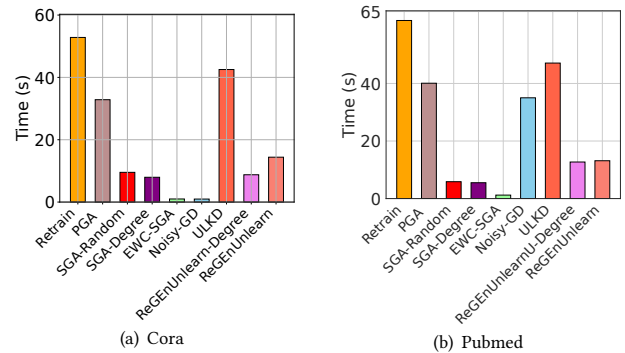 60
40
20
0
Time (s)
Retrain
PGA
SGA-Random
SGA-Degree
EWC-SGA
Noisy-GD
ULKD
ReGEnUnlearn-Degree
ReGEnUnlearn
(a) Cora
65
40
20
0
Time (s)
Retrain
PGA
SGA-Random
SGA-Degree
EWC-SGA
Noisy-GD
ULKD
ReGEnUnlearnU-Degree
ReGEnUnlearn
(b) Pubmed